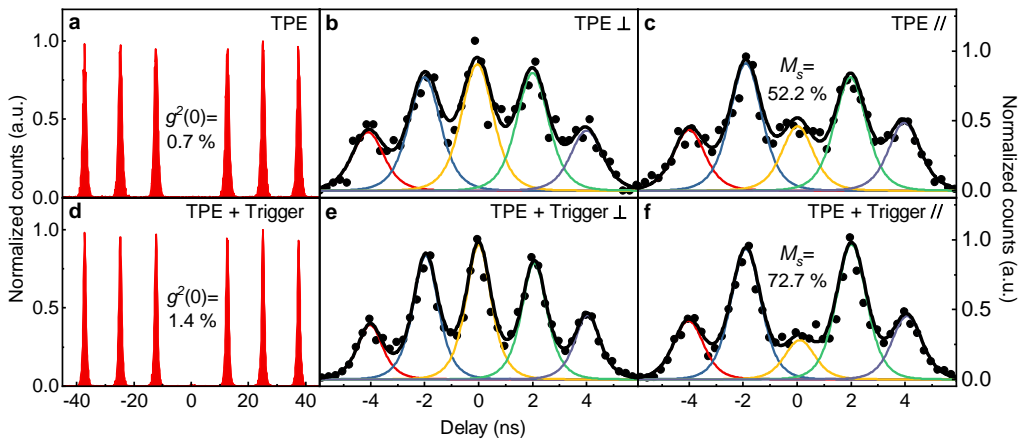 a
TPE
g²(0)=
0.7 %
b
TPE ⊥
c
TPE //
Mₛ=
52.2 %
d
TPE + Trigger
g²(0)=
1.4 %
e
TPE + Trigger ⊥
f
TPE + Trigger //
Mₛ=
72.7 %
Normalized counts (a.u.)
1.0
0.5
0.0
1.0
0.5
0.0
Normalized counts (a.u.)
1.0
0.5
0.0
1.0
0.5
0.0
-40 -20 0 20 40
-4 -2 0 2 4
-4 -2 0 2 4
Delay (ns)